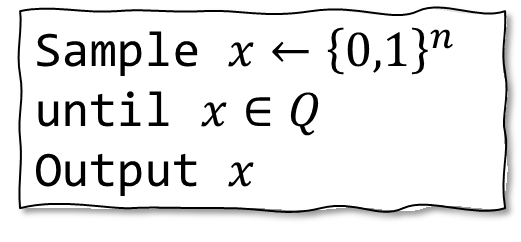 Sample x ← {0,1}ⁿ
until x ∈ Q
Output x